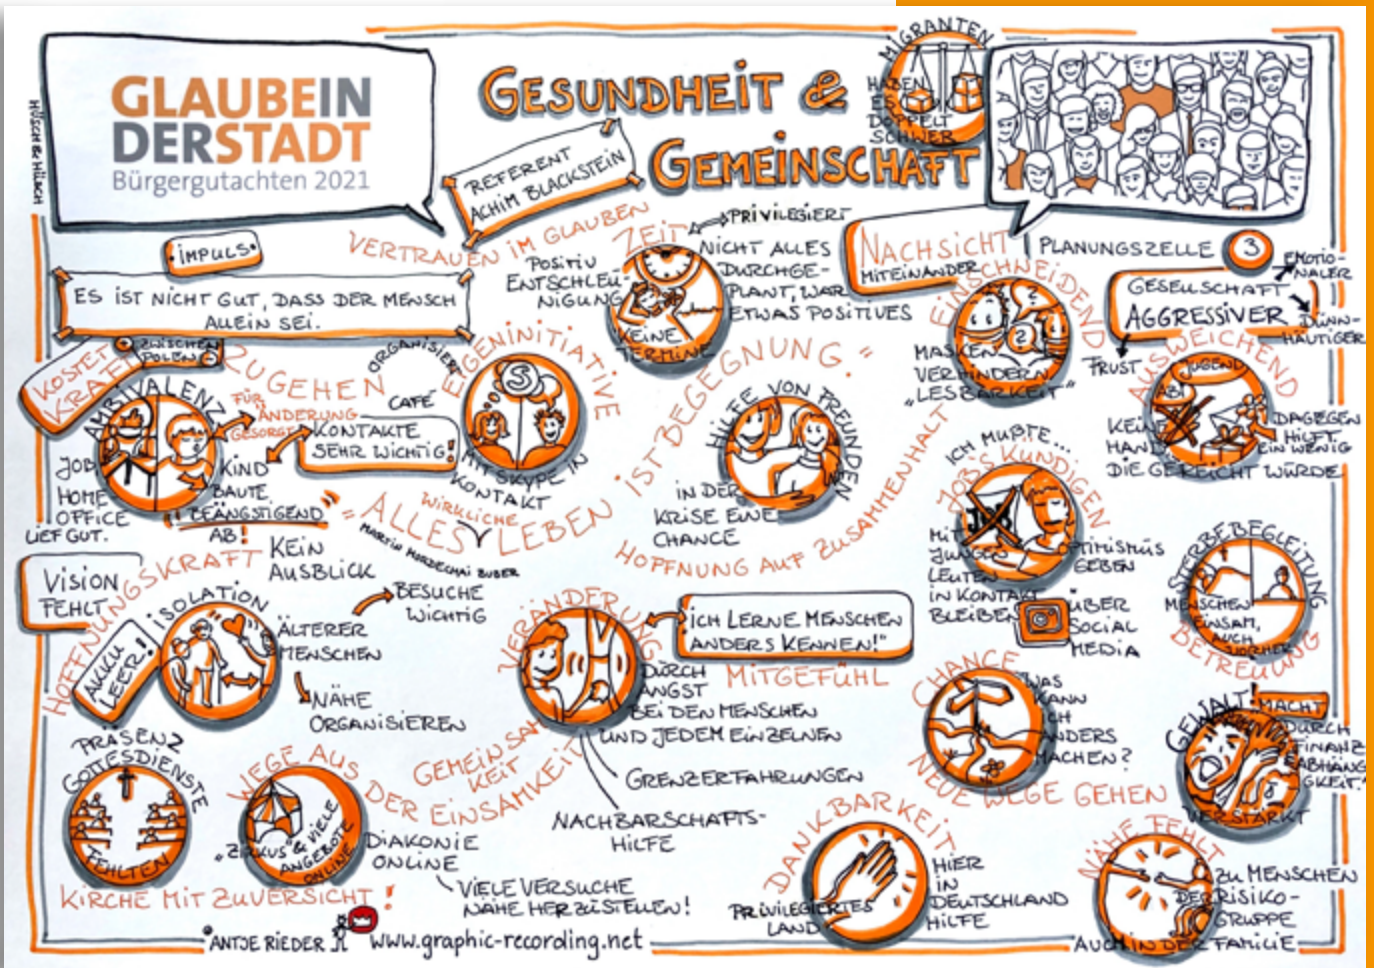 GLAUBEIN
DERSTADT
Bürgergutachten 2021
HÜSCH & HÜSCH
GESUNDHEIT &
GEMEINSCHAFT
REFERENT
ACHIM BLACKSTEIN
MIGRANTEN
HABEN
ES
DOPPELT
SCHWER
IMPULS
ES IST NICHT GUT, DASS DER MENSCH
ALLEIN SEI.
VERTRAUEN IM GLAUBEN
ZEIT
POSITIV
ENTSCHLEU-
NIGUNG
KEINE
TERMINE
PRIVILEGIERT
NICHT ALLES
DURCHGE-
PLANT, WAR
ETWAS POSITIVES
NACHSICHT
MITEINANDER
PLANUNGSZELLE 3
EINSCHNEIDEND
MASKEN
VERHINDERN
„LESBARKEIT"
GESELLSCHAFT
AGGRESSIVER
EMOTIO-
NALER
DÜNN-
HÄUTIGER
FRUST
AUSWEICHEND
JUGEND
ABI
KEINE
HAND
DIE GEREICHT WÜRDE
DAGEGEN
HILFT
EIN WENIG
KOSTET
KRAFT
ZWISCHEN
POLEN
AMBIVALENZ
JOB
HOME
OFFICE
LIEF GUT.
ZUGEHEN
FÜR
ÄNDERUNG
GESORGT
KIND
BAUTE
BEÄNGSTIGEND
AB!
CAFÉ
KONTAKTE
SEHR WICHTIG!
ORGANISIERT
EIGENINITIATIVE
S
MIT SKYPE IN
KONTAKT
„ALLES WIRKLICHE LEBEN IST BEGEGNUNG."
MARTIN MORDECHAI BUBER
HILFE VON FREUNDEN
IN DER
KRISE EINE
CHANCE
HOFFNUNG AUF ZUSAMMENHALT
ICH MUßTE...
JOBS KÜNDIGEN
JOB
MIT
JUNGEN
LEUTEN
IN KONTAKT
BLEIBEN
OPTIMISMUS
GEBEN
ÜBER
SOCIAL
MEDIA
STERBEBEGLEITUNG
MENSCHEN
EINSAM,
AUCH
VORHER
BETREUUNG
VISION
FEHLT
HOFFNUNGSKRAFT
KEIN
AUSBLICK
AKKU
LEER!
ISOLATION
ÄLTERER
MENSCHEN
BESUCHE
WICHTIG
NÄHE
ORGANISIEREN
VERÄNDERUNG
ICH LERNE MENSCHEN
ANDERS KENNEN!"
MITGEFÜHL
DURCH
ANGST
BEI DEN MENSCHEN
UND JEDEM EINZELNEN
GRENZERFAHRUNGEN
NACHBARSCHAFTS-
HILFE
CHANCE
WAS
KANN
ICH
ANDERS
MACHEN?
NEUE WEGE GEHEN
GEWALT!
MACHT
DURCH
FINANZ
ABHÄNG
GKEIT!
VERSTÄRKT
PRÄSENZ
GOTTESDIENSTE
FEHLTEN
KIRCHE MIT ZUVERSICHT!
WEGE AUS
DER EINSAMKEIT
GEMEINSAM
KEIT
„ZIRKUS" & VIELE
ANGEBOTE
ONLINE
DIAKONIE
ONLINE
VIELE VERSUCHE
NÄHE HERZUSTELLEN!
DANKBARKEIT
PRIVILEGIERTES
LAND
HIER
IN
DEUTSCHLAND
HILFE
NÄHE FEHLT
ZU MENSCHEN
DER RISIKO-
GRUPPE
AUCH IN DER FAMILIE
ANTJE RIEDER
www.graphic-recording.net